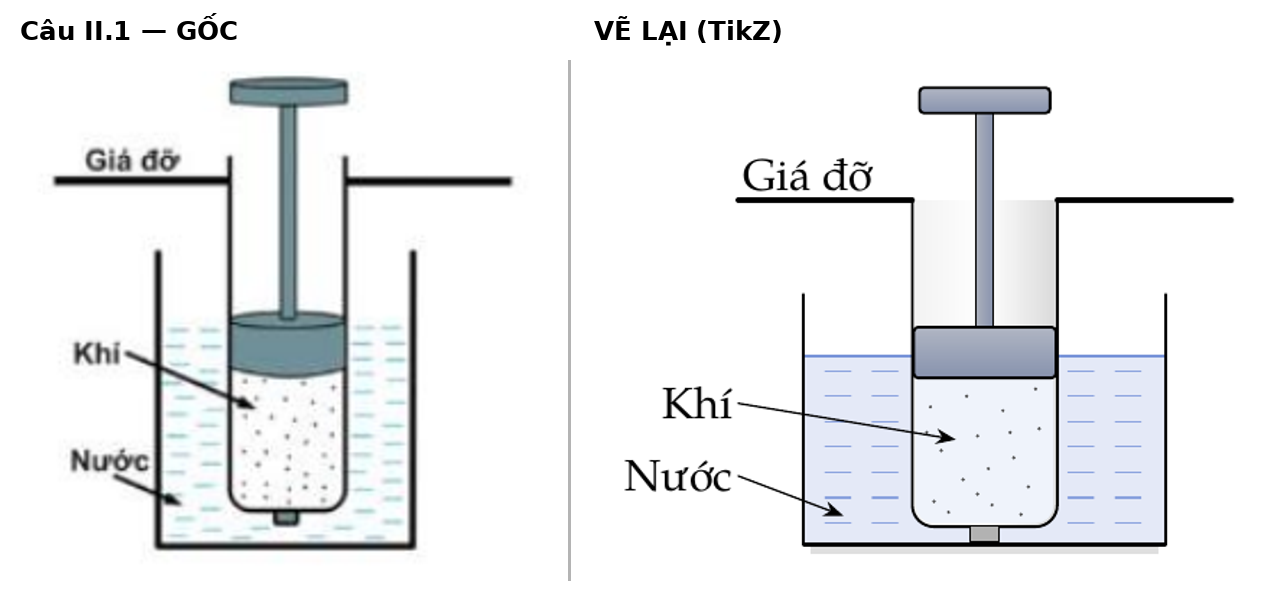 Câu II.1 — GỐC
Giá đỡ
Khí
Nước
VẼ LẠI (TikZ)
Giá đỡ
Khí
Nước